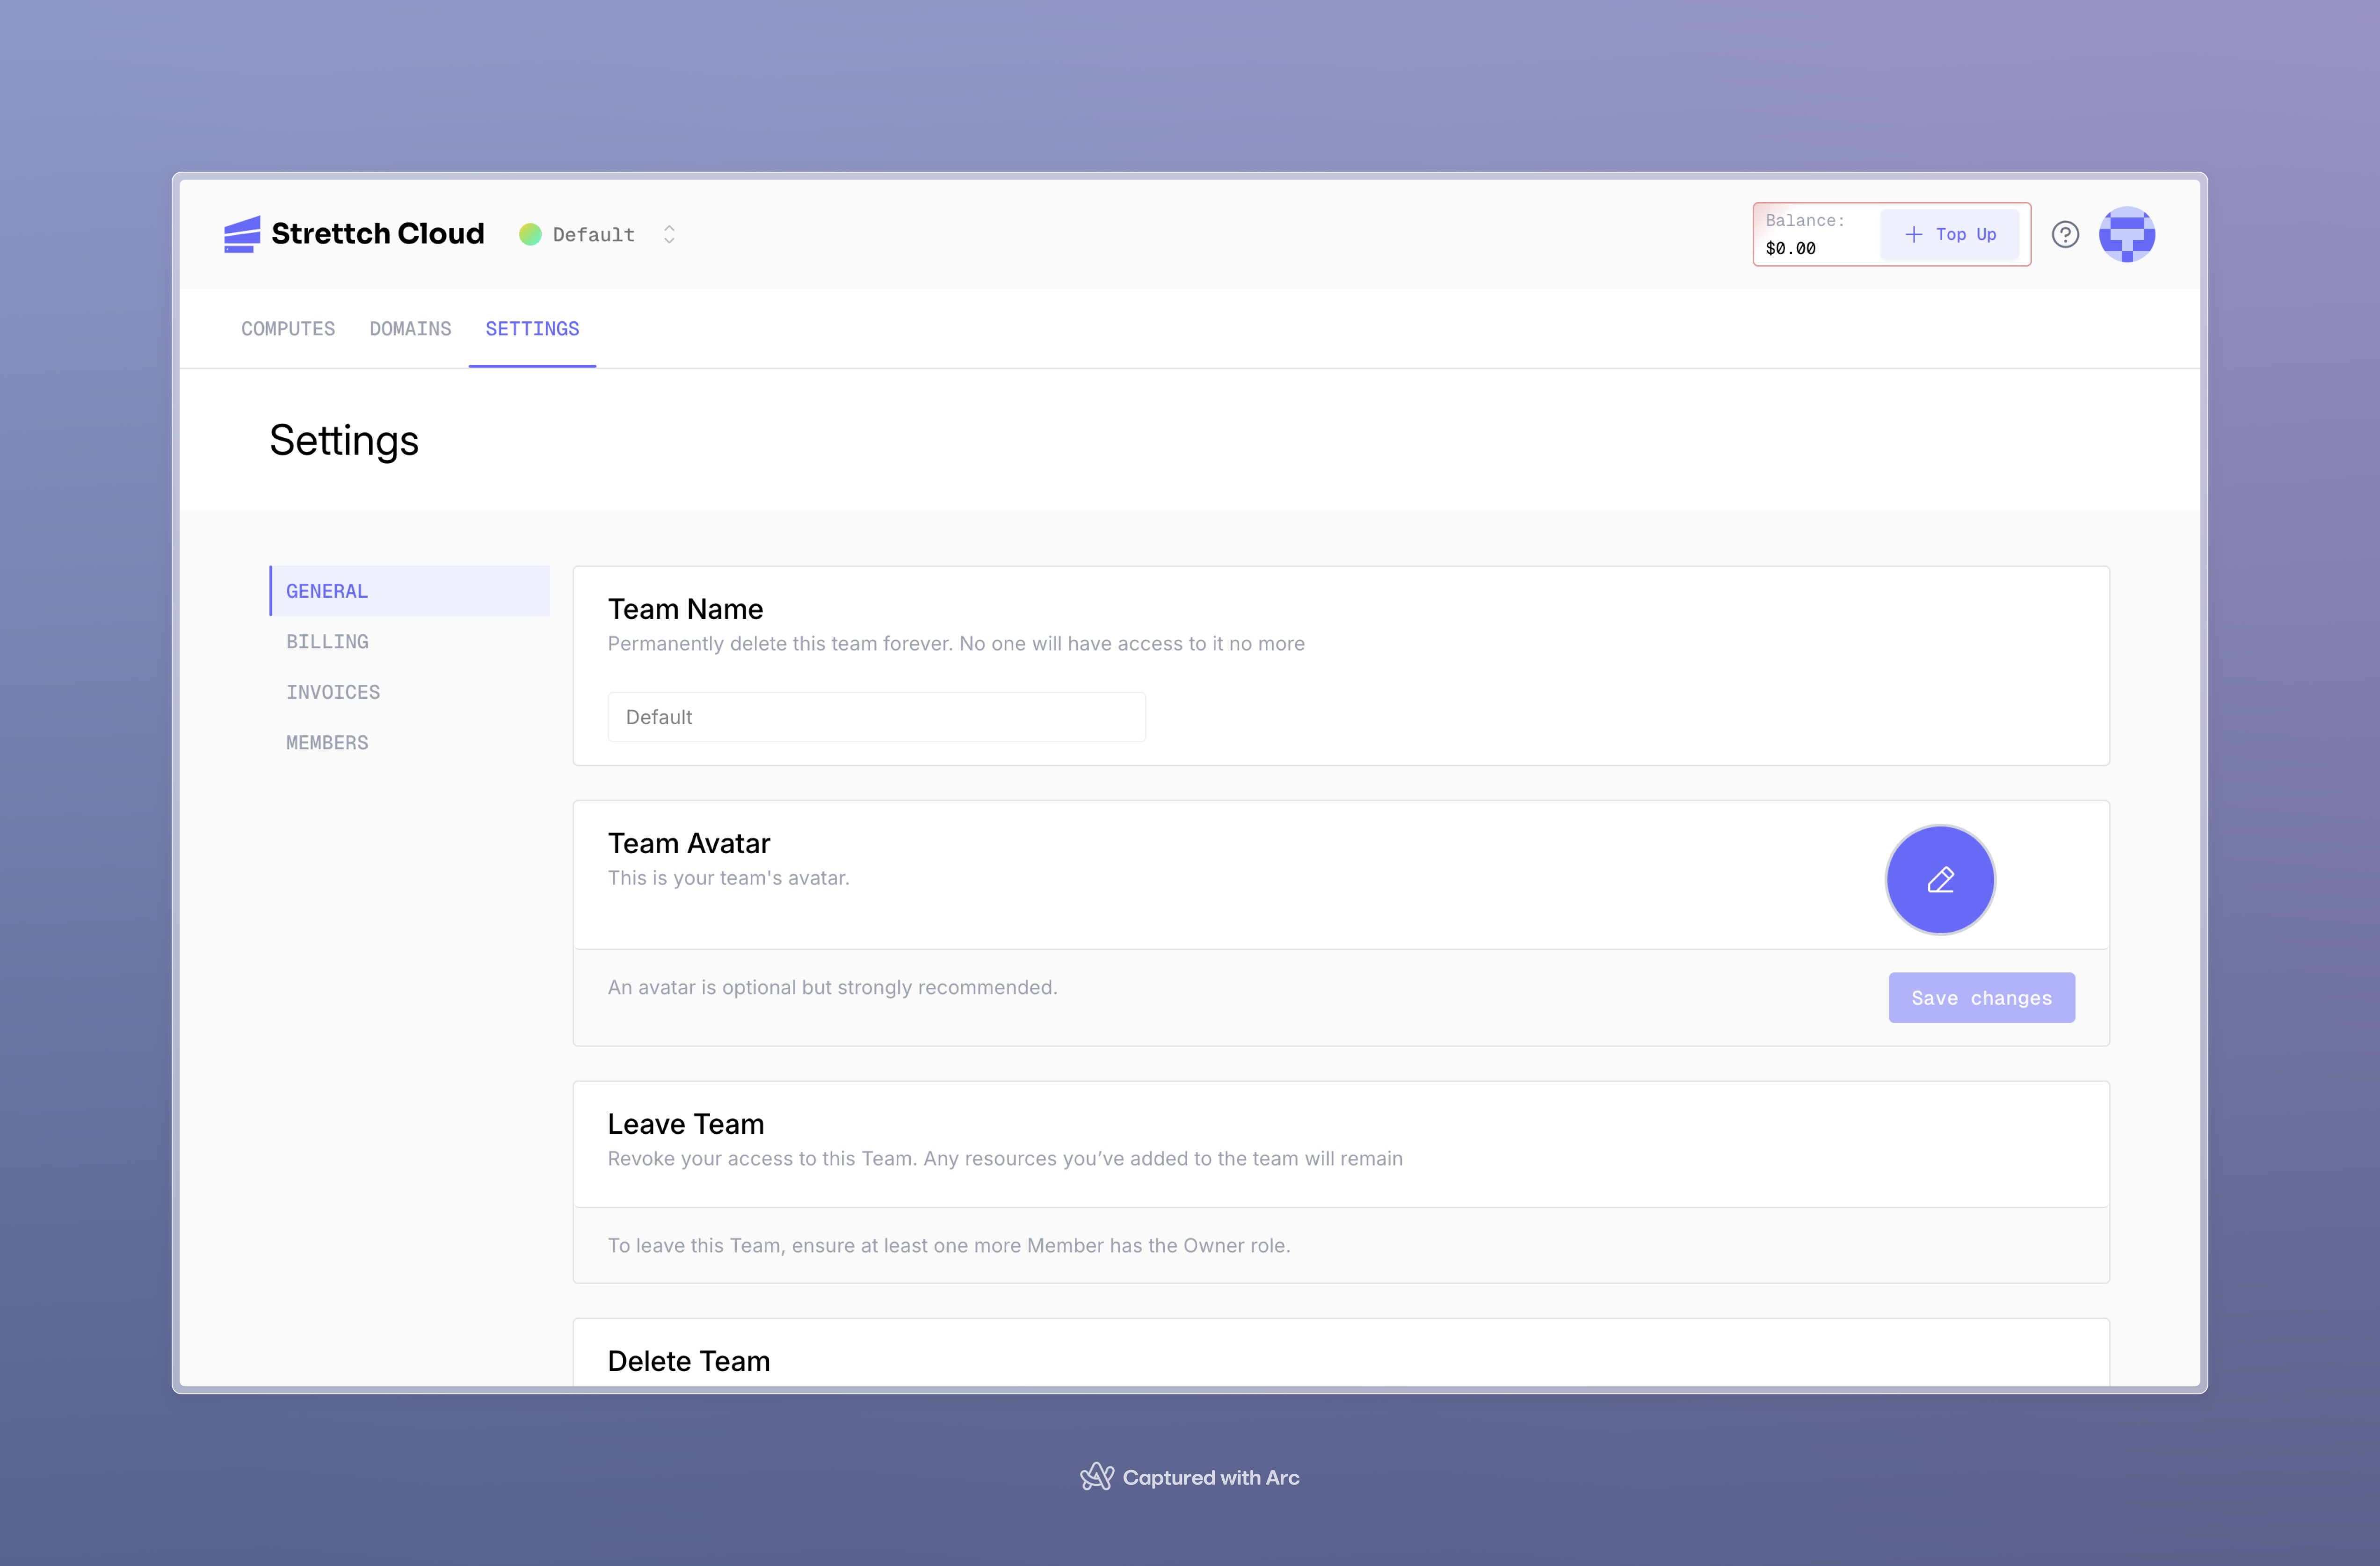 Strettch Cloud
Default
Balance:
$0.00
+ Top Up
COMPUTES DOMAINS SETTINGS
Settings
GENERAL
BILLING
INVOICES
MEMBERS
Team Name
Permanently delete this team forever. No one will have access to it no more
Default
Team Avatar
This is your team's avatar.
An avatar is optional but strongly recommended.
Save changes
Leave Team
Revoke your access to this Team. Any resources you’ve added to the team will remain
To leave this Team, ensure at least one more Member has the Owner role.
Delete Team
Captured with Arc